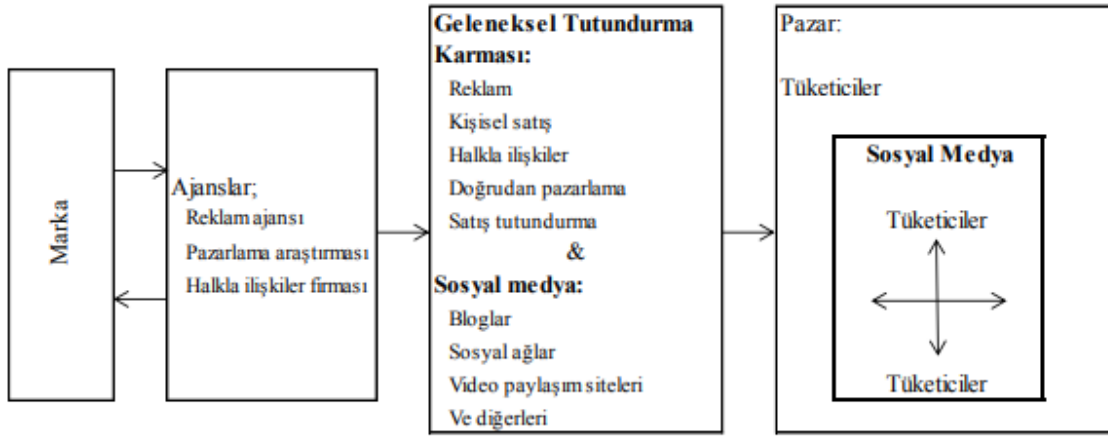 Marka
Ajanslar;
Reklam ajansı
Pazarlama araştırması
Halkla ilişkiler firması
Geleneksel Tutundurma
Karması:
Reklam
Kişisel satış
Halkla ilişkiler
Doğrudan pazarlama
Satış tutundurma
&
Sosyal medya:
Bloglar
Sosyal ağlar
Video paylaşım siteleri
Ve diğerleri
Pazar:
Tüketiciler
Sosyal Medya
Tüketiciler
Tüketiciler